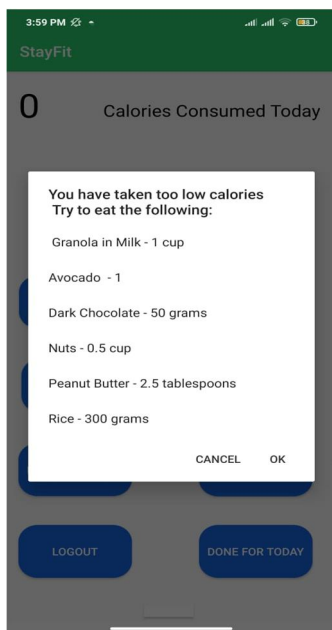 3:59 PM
StayFit
0 Calories Consumed Today
You have taken too low calories
Try to eat the following:
Granola in Milk - 1 cup
Avocado - 1
Dark Chocolate - 50 grams
Nuts - 0.5 cup
Peanut Butter - 2.5 tablespoons
Rice - 300 grams
CANCEL OK
LOGOUT DONE FOR TODAY